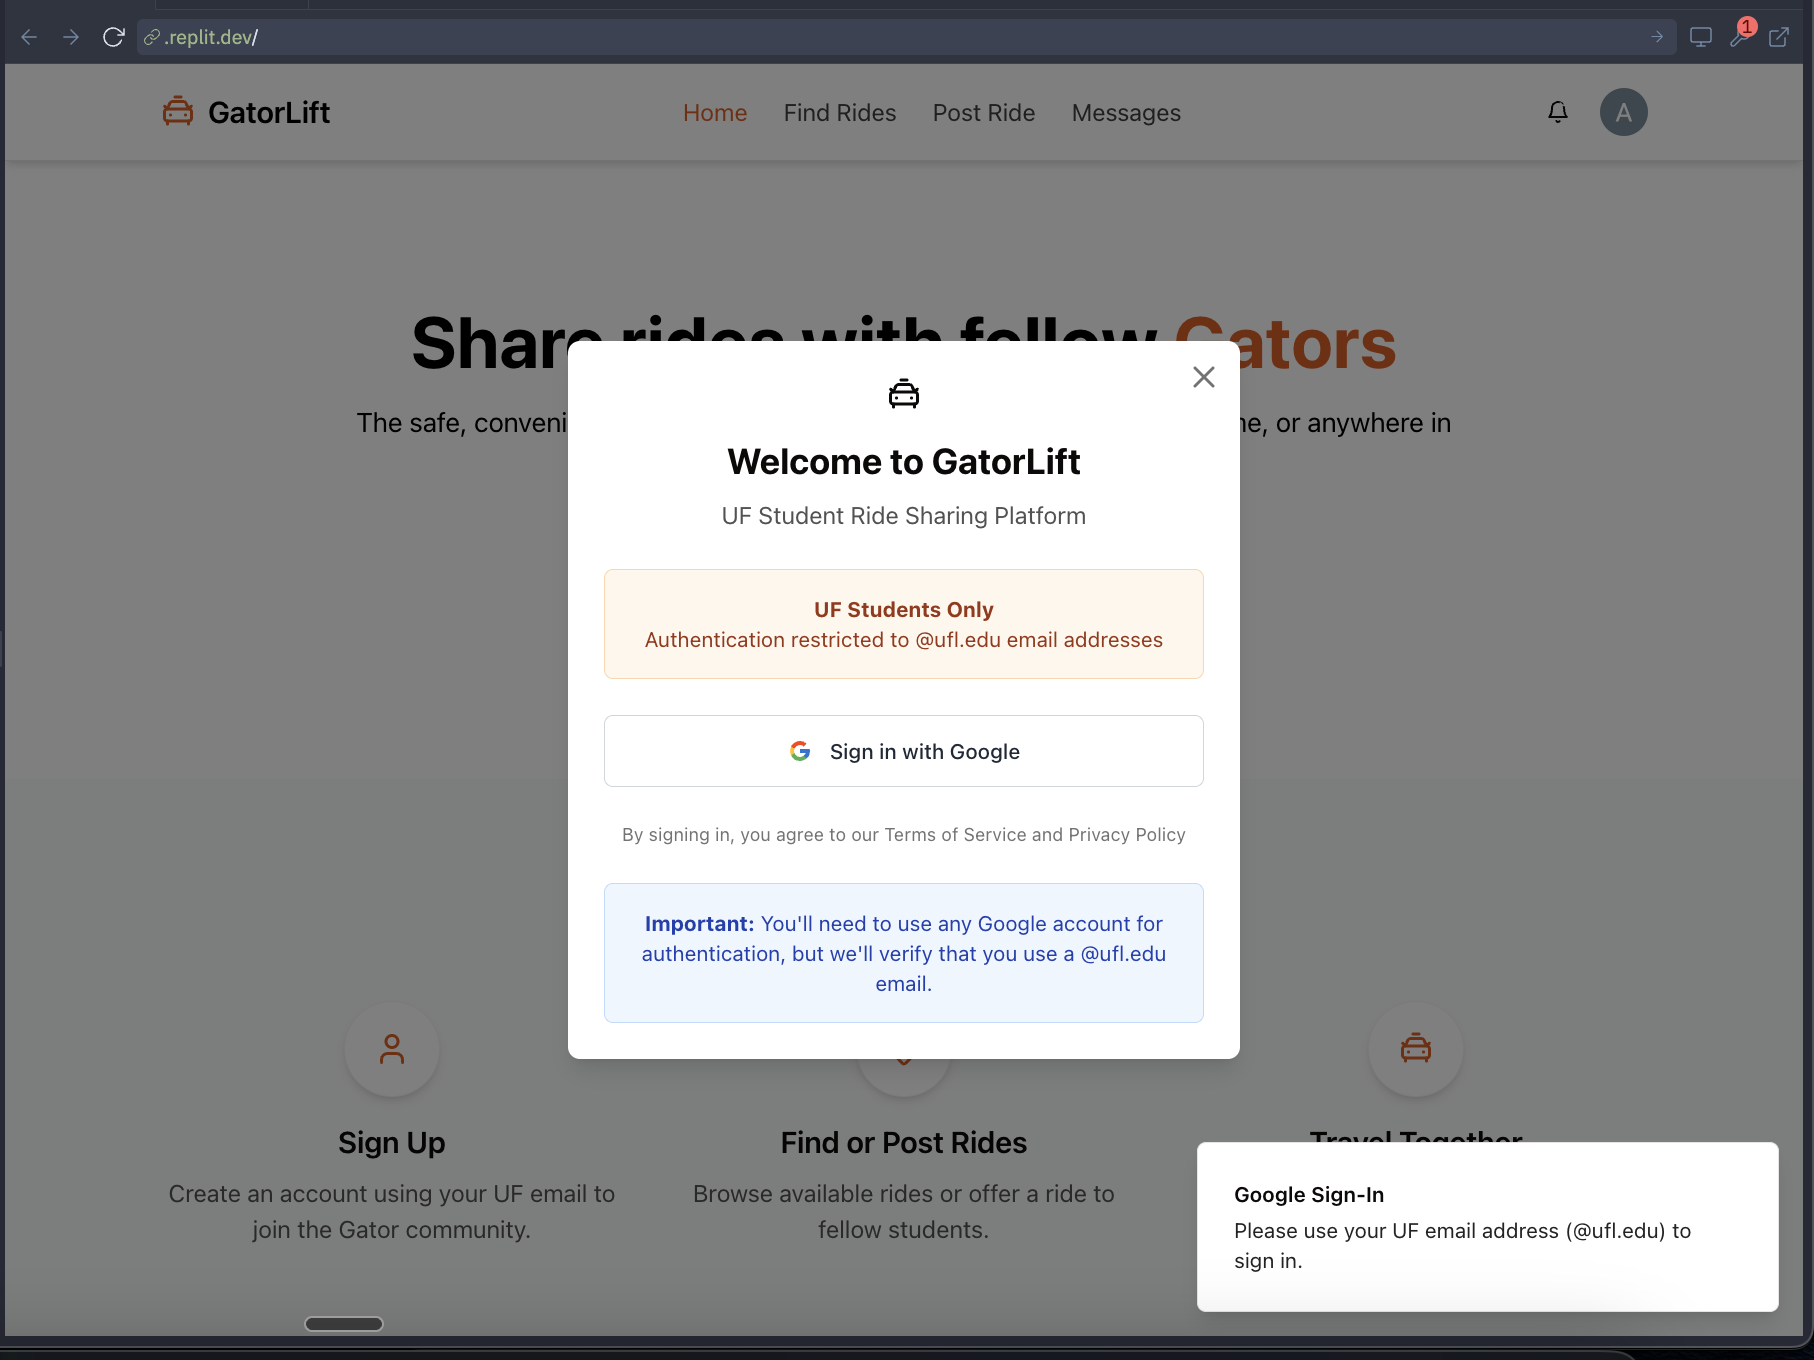 .replit.dev/
1
GatorLift
Home
Find Rides
Post Ride
Messages
A
Share rides with fellow Gators
The safe, conveni
ne, or anywhere in
Welcome to GatorLift
UF Student Ride Sharing Platform
UF Students Only
Authentication restricted to @ufl.edu email addresses
Sign in with Google
By signing in, you agree to our Terms of Service and Privacy Policy
Important: You'll need to use any Google account for
authentication, but we'll verify that you use a @ufl.edu
email.
Sign Up
Create an account using your UF email to
join the Gator community.
Find or Post Rides
Browse available rides or offer a ride to
fellow students.
Travel Together
Google Sign-In
Please use your UF email address (@ufl.edu) to
sign in.